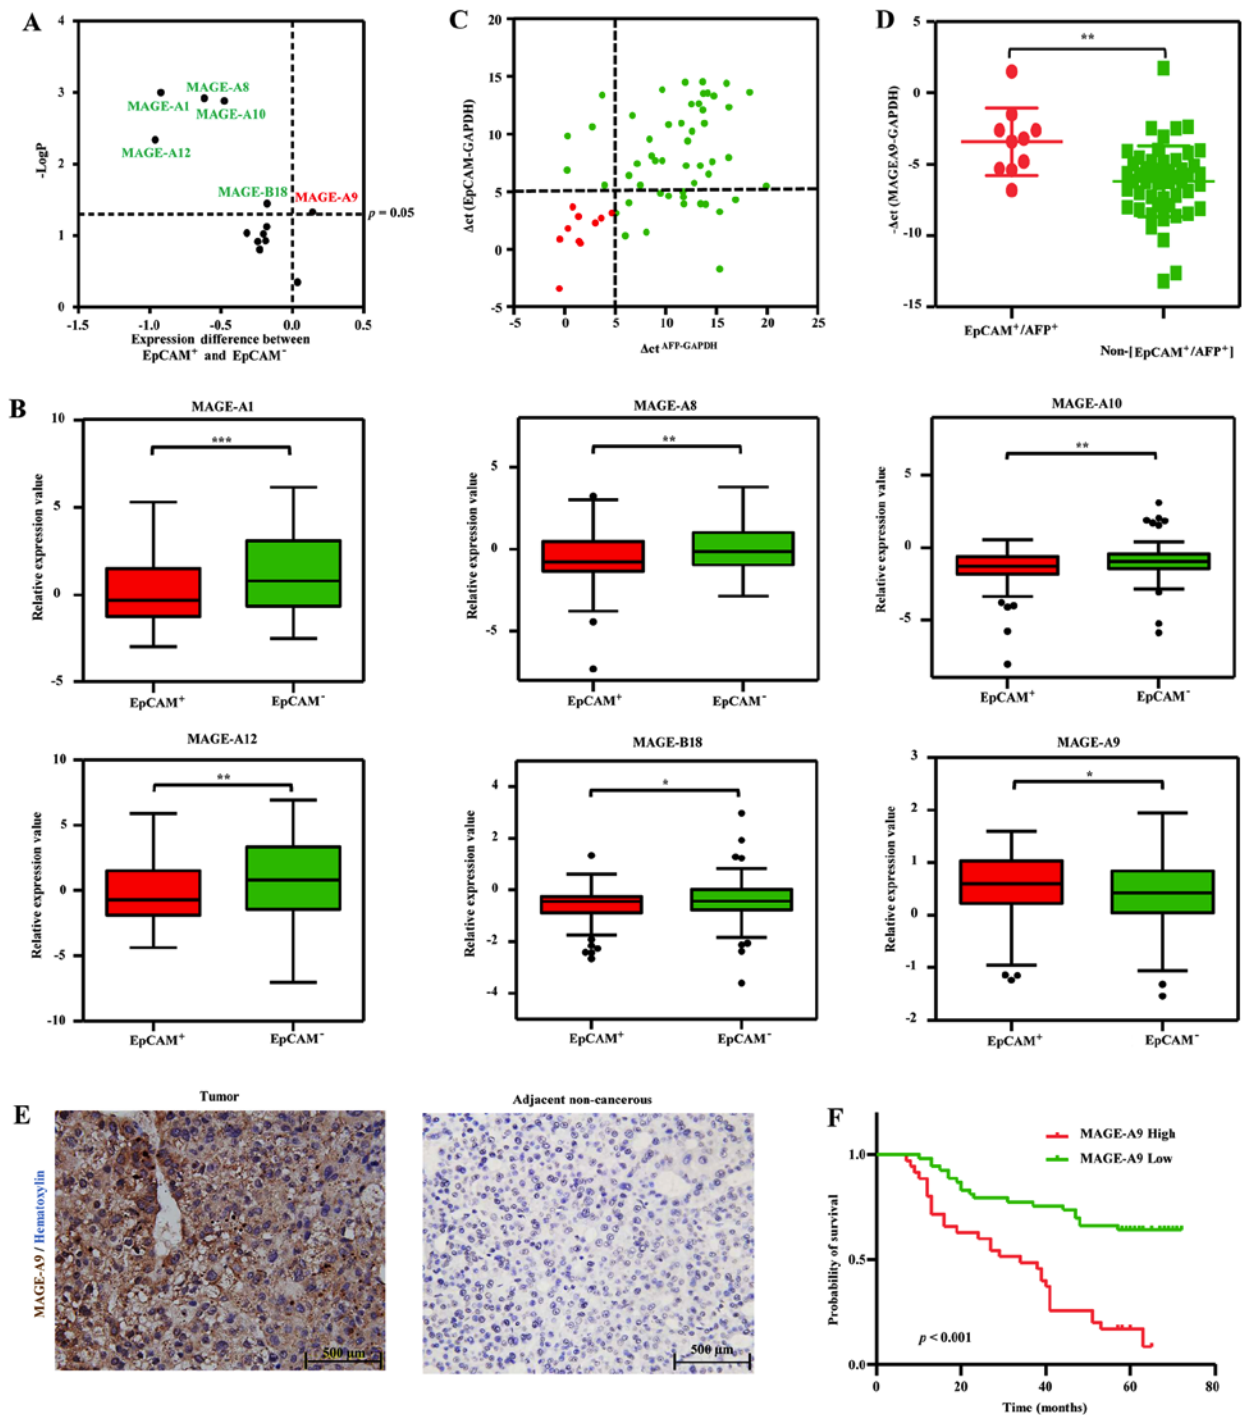 A
4
3
2
1
0
-LogP
MAGE-A1
MAGE-A8
MAGE-A10
MAGE-A12
MAGE-B18
MAGE-A9
p = 0.05
-1.5
-1.0
-0.5
0.0
0.5
Expression difference between
EpCAM⁺ and EpCAM⁻
C
20
15
10
5
0
-5
Δct (EpCAM-GAPDH)
-5
0
5
10
15
20
25
Δct AFP-GAPDH
D
5
0
-5
-10
-15
-Δct (MAGEA9-GAPDH)
**
EpCAM⁺/AFP⁺
Non-[EpCAM⁺/AFP⁺]
B
MAGE-A1
10
5
0
-5
Relative expression value
***
EpCAM⁺
EpCAM⁻
MAGE-A8
5
0
-5
Relative expression value
**
EpCAM⁺
EpCAM⁻
MAGE-A10
5
0
-5
Relative expression value
**
EpCAM⁺
EpCAM⁻
MAGE-A12
10
5
0
-5
-10
Relative expression value
**
EpCAM⁺
EpCAM⁻
MAGE-B18
4
2
0
-2
-4
Relative expression value
*
EpCAM⁺
EpCAM⁻
MAGE-A9
3
2
1
0
-1
-2
Relative expression value
*
EpCAM⁺
EpCAM⁻
E
Tumor
Adjacent non-cancerous
MAGE-A9 / Hematoxylin
500 μm
500 μm
F
MAGE-A9 High
MAGE-A9 Low
1.0
0.5
0.0
Probability of survival
p < 0.001
0
20
40
60
80
Time (months)